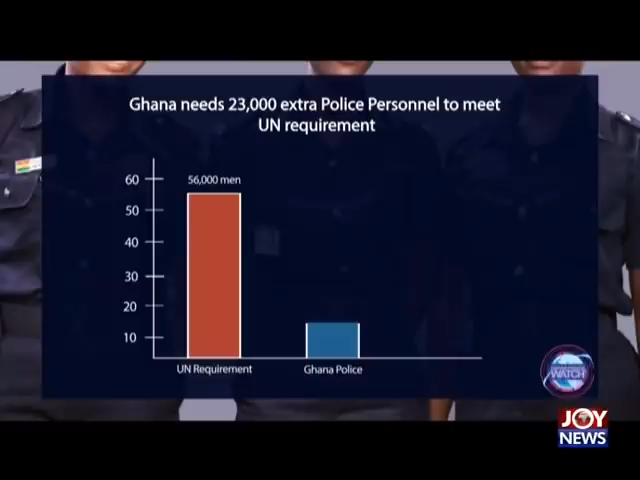 Ghana needs 23,000 extra Police Personnel to meet
UN requirement
60
56,000 men
50
40
30
20
10
UN Requirement
Ghana Police
WATCH
JOY
NEWS